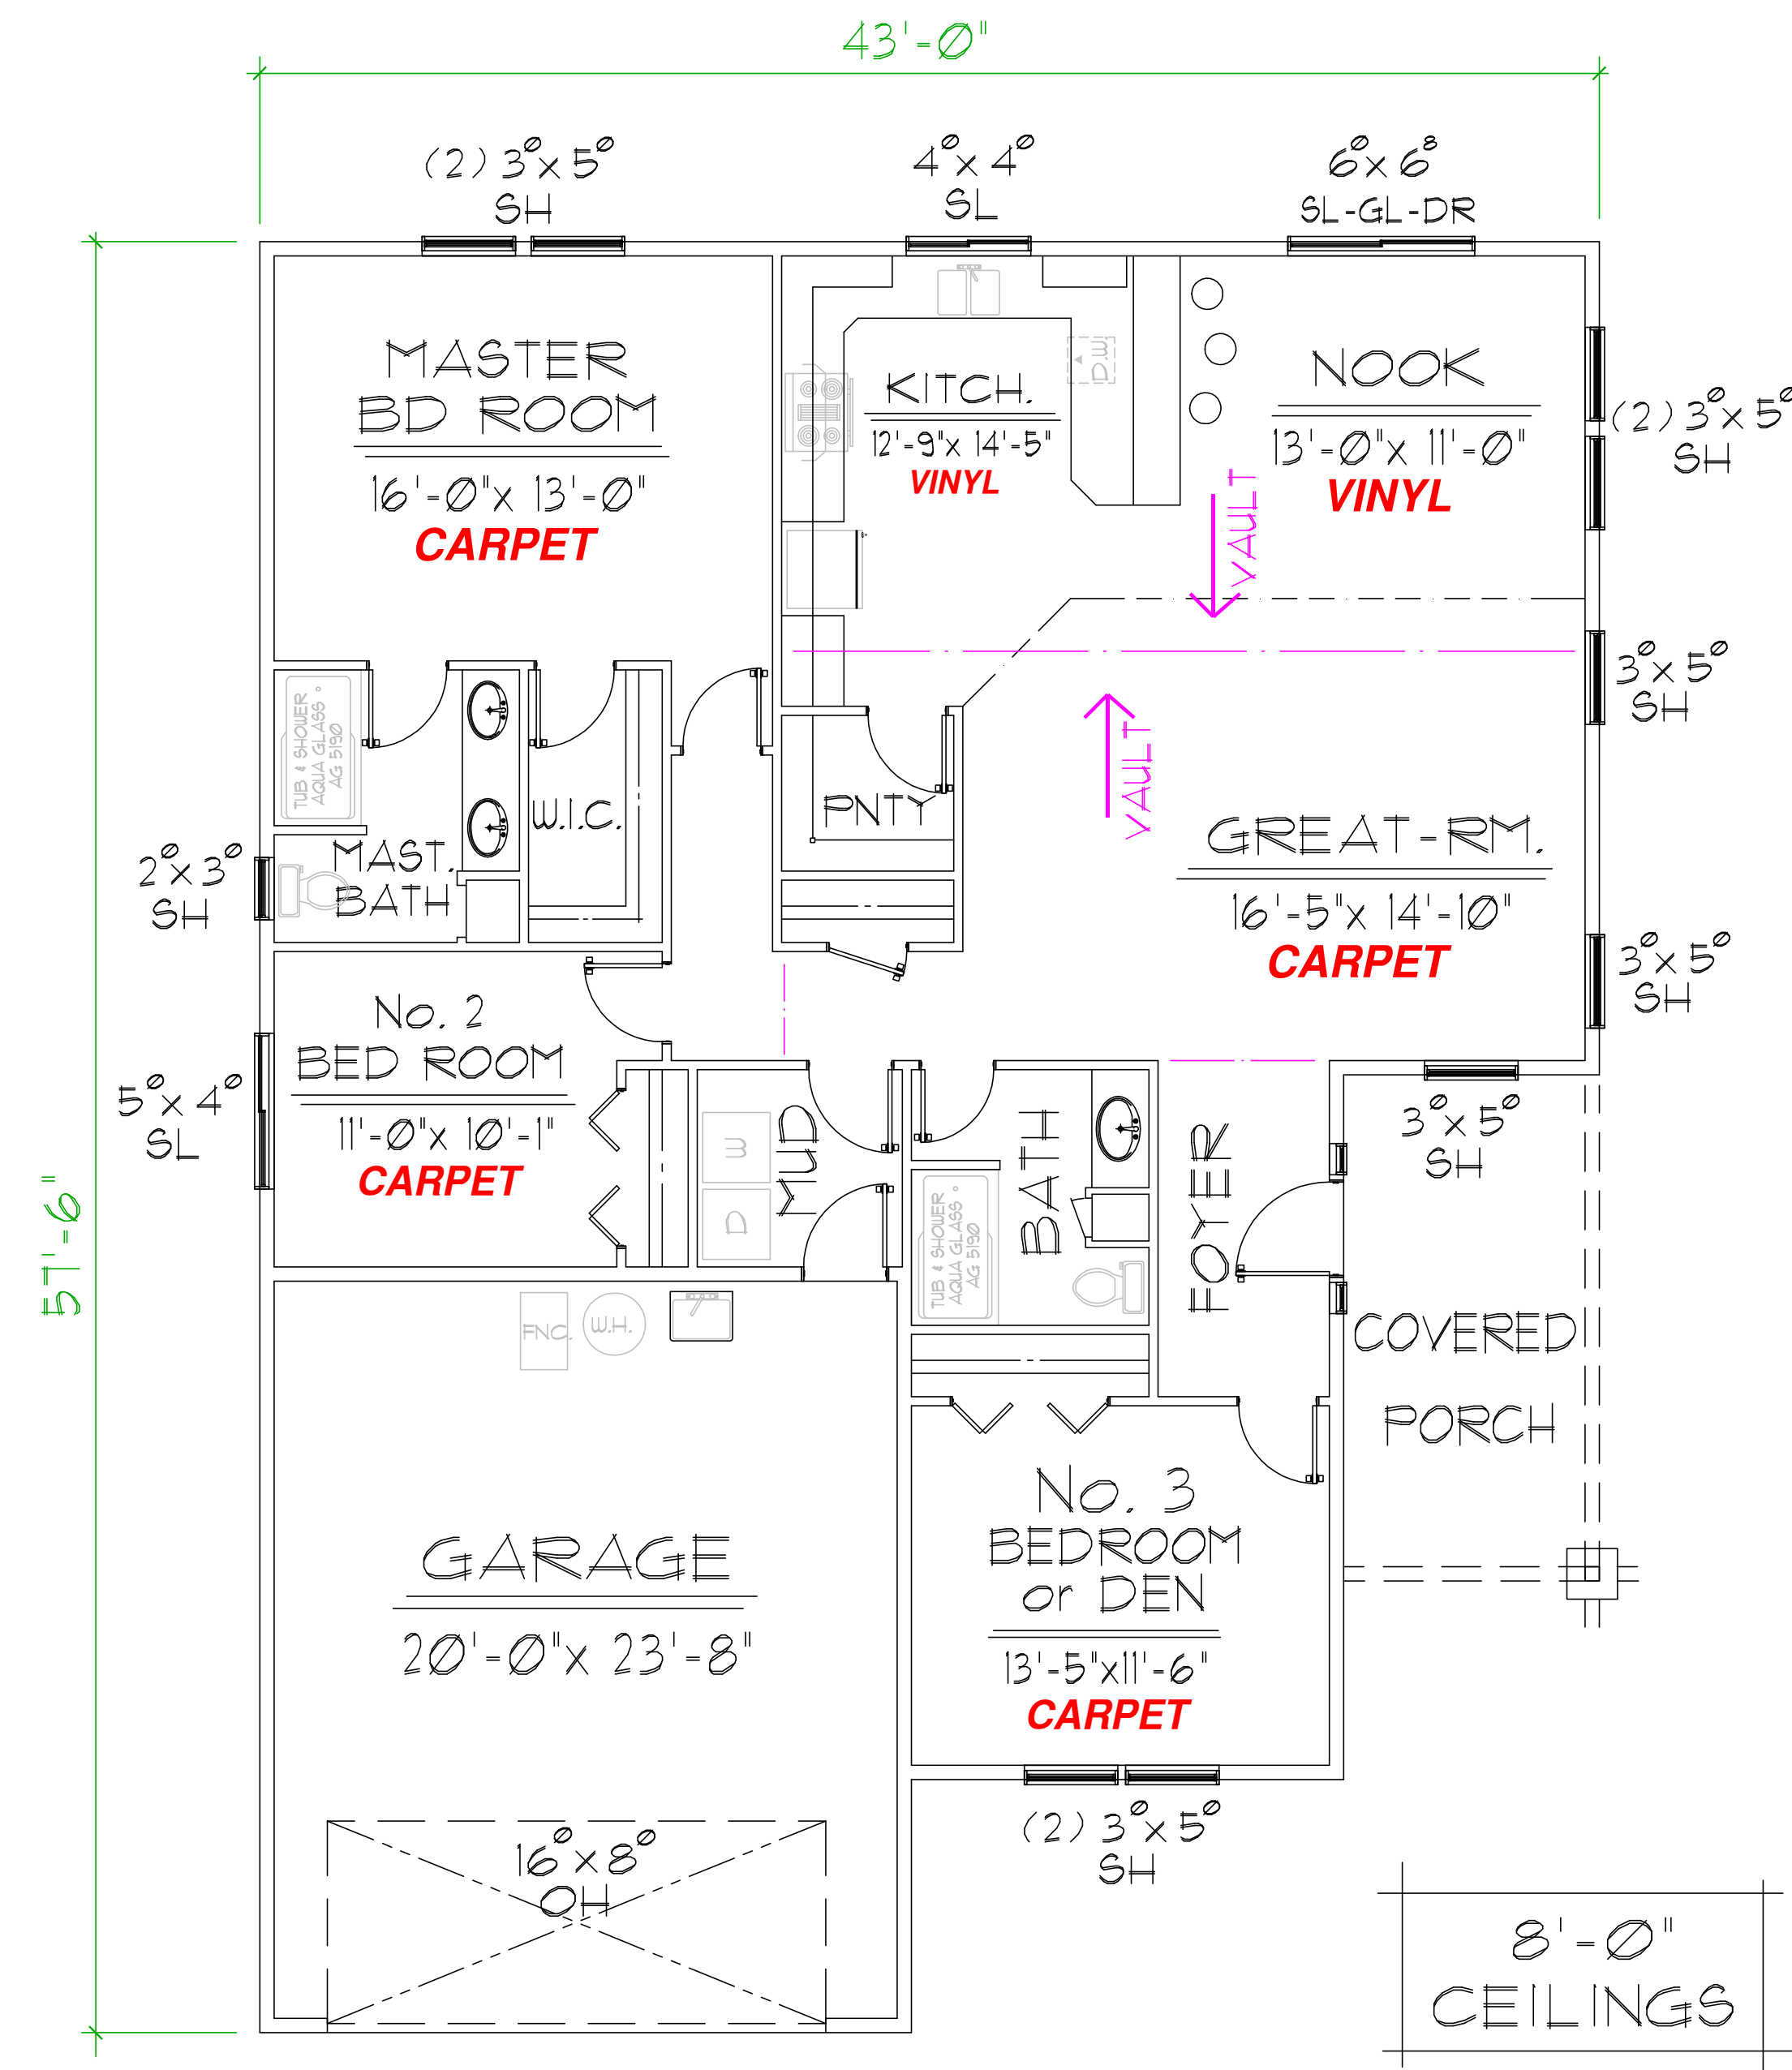 43'-0"
(2) 3⁰x 5⁰
SH
4⁰x 4⁰
SL
6⁰x 6⁸
SL-GL-DR
MASTER
BD ROOM
16'-0"x 13'-0"
CARPET
KITCH.
12'-9"x 14'-5"
VINYL
D.W
NOOK
13'-0"x 11'-0"
VINYL
(2) 3⁰x 5⁰
SH
VAULT
3⁰x 5⁰
SH
VAULT
TUB & SHOWER
AQUA GLASS
AG 5190
W.I.C.
PNTY
MAST.
BATH
2⁰x 3⁰
SH
GREAT-RM.
16'-5"x 14'-10"
CARPET
3⁰x 5⁰
SH
No. 2
BED ROOM
11'-0"x 10'-1"
CARPET
5⁰x 4⁰
SL
57'-6"
W
D
MUD
BATH
TUB & SHOWER
AQUA GLASS
AG 5190
FOYER
3⁰x 5⁰
SH
COVERED
PORCH
FNC.
W.H.
GARAGE
20'-0"x 23'-8"
No. 3
BEDROOM
or DEN
13'-5"x11'-6"
CARPET
(2) 3⁰x 5⁰
SH
16⁰x 8⁰
OH
8'-0"
CEILINGS